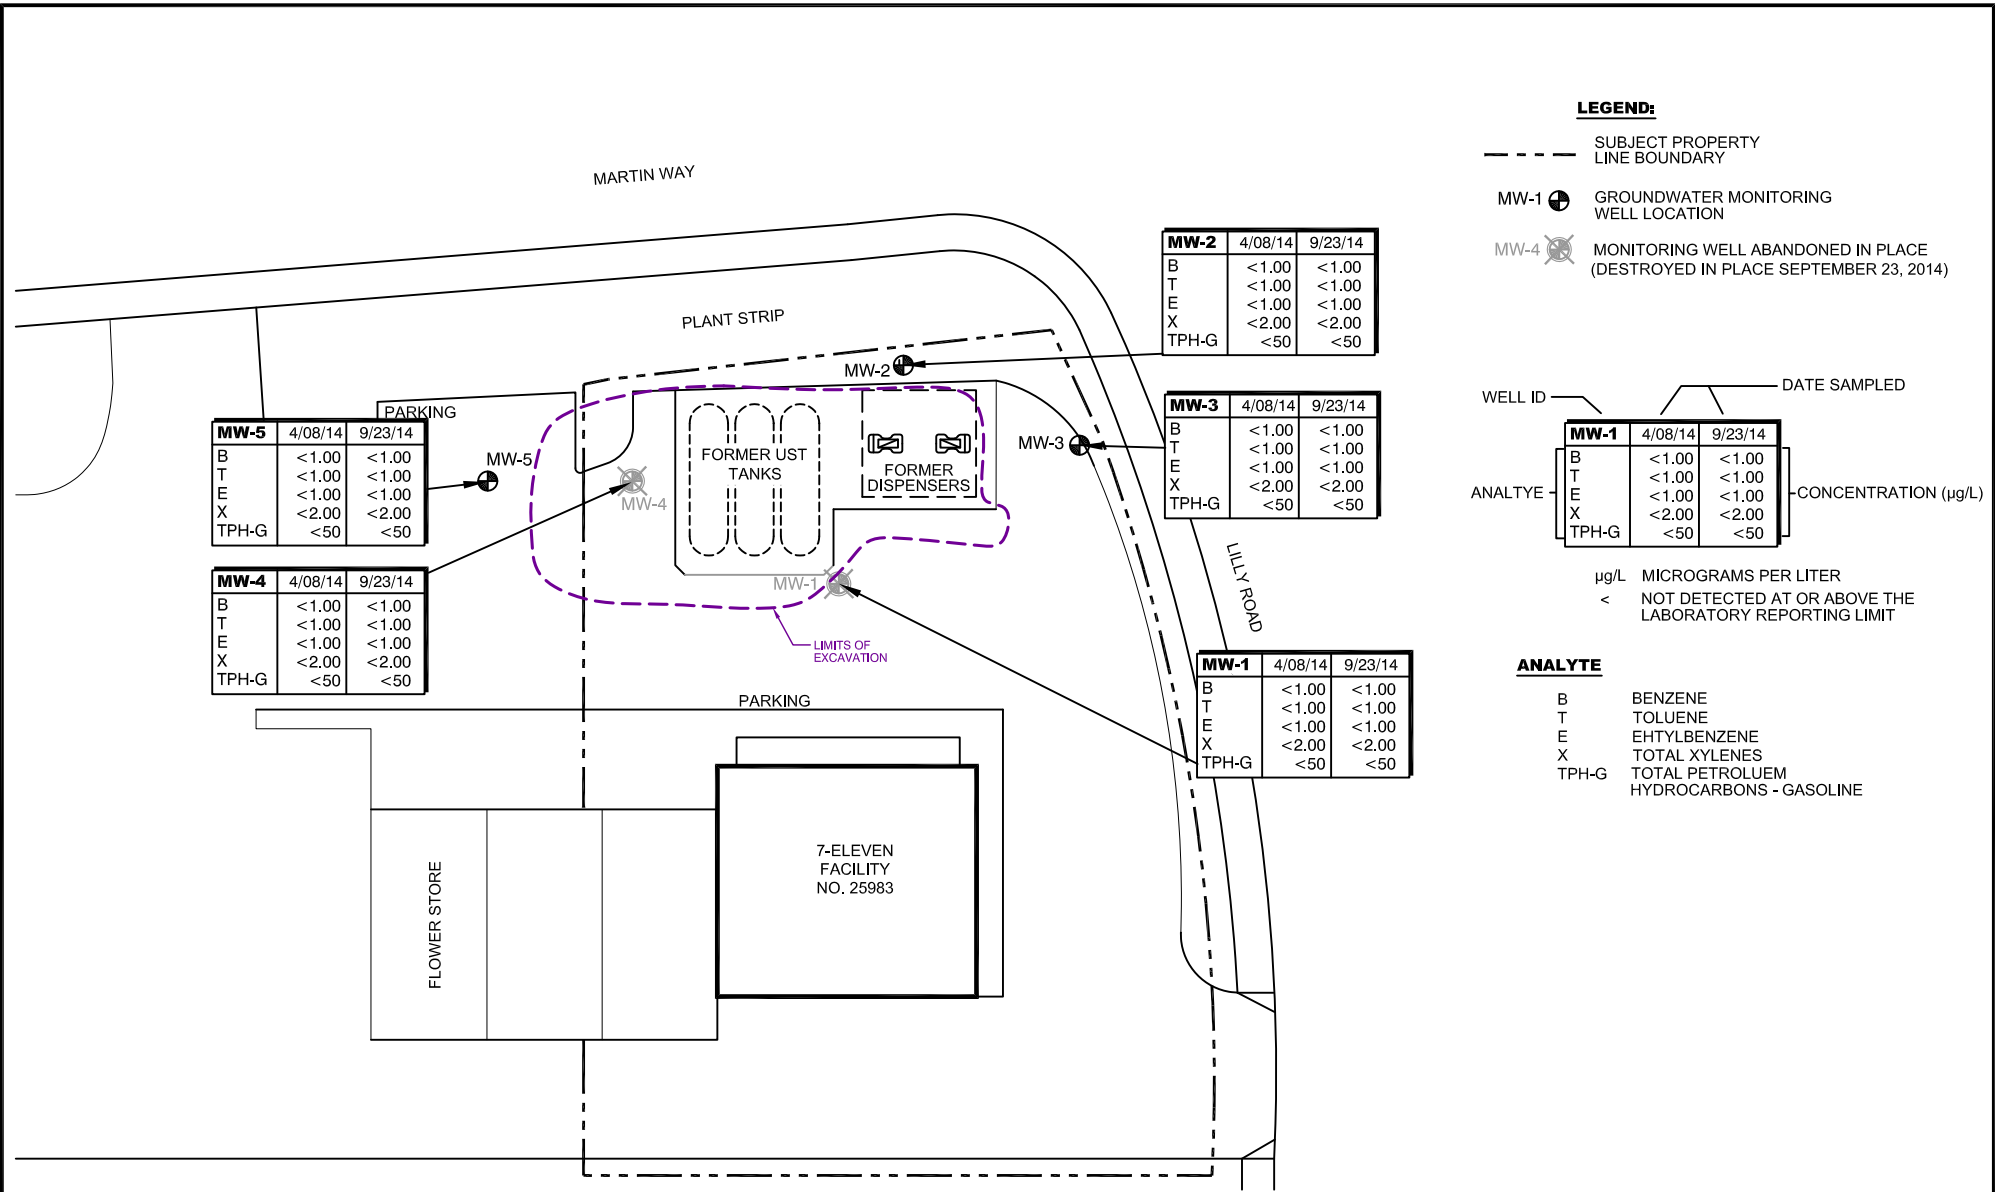 MARTIN WAY
PLANT STRIP
PARKING
MW-2 4/08/14 9/23/14
B <1.00 <1.00
T <1.00 <1.00
E <1.00 <1.00
X <2.00 <2.00
TPH-G <50 <50
MW-2
MW-3 4/08/14 9/23/14
B <1.00 <1.00
T <1.00 <1.00
E <1.00 <1.00
X <2.00 <2.00
TPH-G <50 <50
MW-3
MW-5 4/08/14 9/23/14
B <1.00 <1.00
T <1.00 <1.00
E <1.00 <1.00
X <2.00 <2.00
TPH-G <50 <50
MW-5
FORMER UST
TANKS
FORMER
DISPENSERS
MW-4
MW-4 4/08/14 9/23/14
B <1.00 <1.00
T <1.00 <1.00
E <1.00 <1.00
X <2.00 <2.00
TPH-G <50 <50
MW-1
LIMITS OF
EXCAVATION
LILLY ROAD
MW-1 4/08/14 9/23/14
B <1.00 <1.00
T <1.00 <1.00
E <1.00 <1.00
X <2.00 <2.00
TPH-G <50 <50
PARKING
FLOWER STORE
7-ELEVEN
FACILITY
NO. 25983
LEGEND:
SUBJECT PROPERTY
LINE BOUNDARY
MW-1 GROUNDWATER MONITORING
WELL LOCATION
MW-4 MONITORING WELL ABANDONED IN PLACE
(DESTROYED IN PLACE SEPTEMBER 23, 2014)
WELL ID
DATE SAMPLED
MW-1 4/08/14 9/23/14
B <1.00 <1.00
T <1.00 <1.00
E <1.00 <1.00
X <2.00 <2.00
TPH-G <50 <50
ANALTYE
CONCENTRATION (µg/L)
µg/L MICROGRAMS PER LITER
< NOT DETECTED AT OR ABOVE THE
LABORATORY REPORTING LIMIT
ANALYTE
B BENZENE
T TOLUENE
E EHTYLBENZENE
X TOTAL XYLENES
TPH-G TOTAL PETROLUEM
HYDROCARBONS - GASOLINE